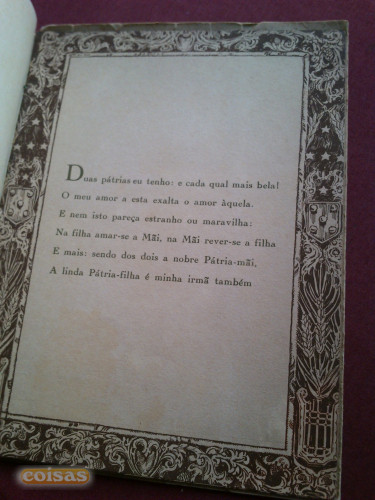 Duas pátrias eu tenho: e cada qual mais bela!
O meu amor a esta exalta o amor àquela.
E nem isto pareça estranho ou maravilha:
Na filha amar-se a Mãi, na Mãi rever-se a filha
E mais: sendo dos dois a nobre Pátria-mãi,
A linda Pátria-filha é minha irmã também
coisas